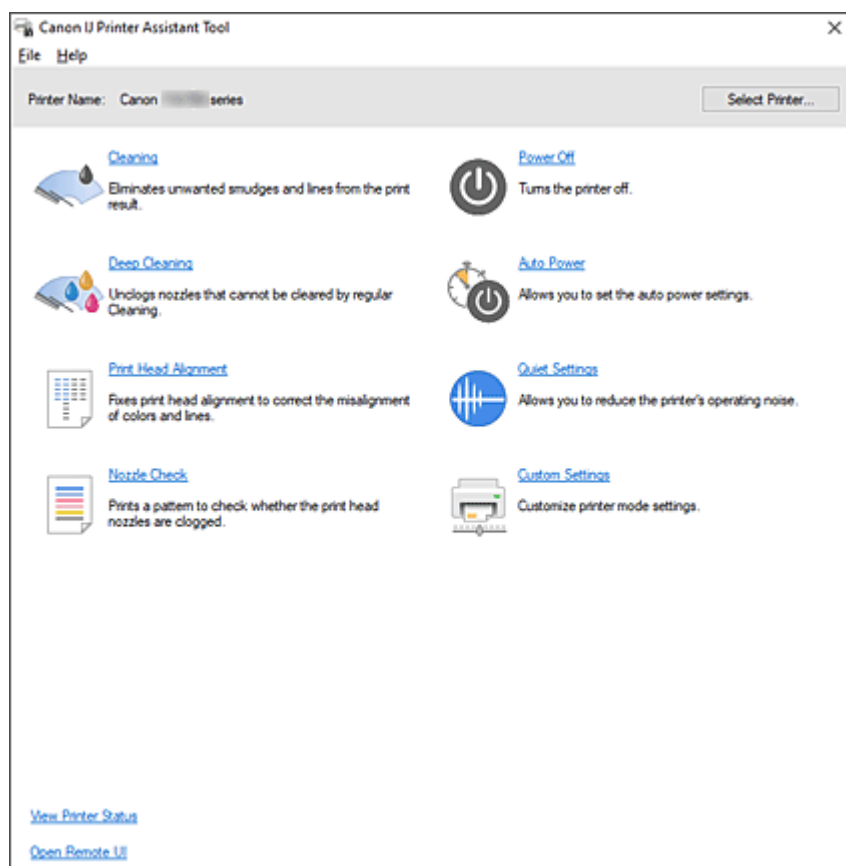 Canon IJ Printer Assistant Tool
File Help
Printer Name: Canon series
Select Printer...
Cleaning
Eliminates unwanted smudges and lines from the print
result.
Deep Cleaning
Unclogs nozzles that cannot be cleared by regular
Cleaning.
Print Head Alignment
Fixes print head alignment to correct the misalignment
of colors and lines.
Nozzle Check
Prints a pattern to check whether the print head
nozzles are clogged.
Power Off
Turns the printer off.
Auto Power
Allows you to set the auto power settings.
Quiet Settings
Allows you to reduce the printer's operating noise.
Custom Settings
Customize printer mode settings.
View Printer Status
Open Remote UI